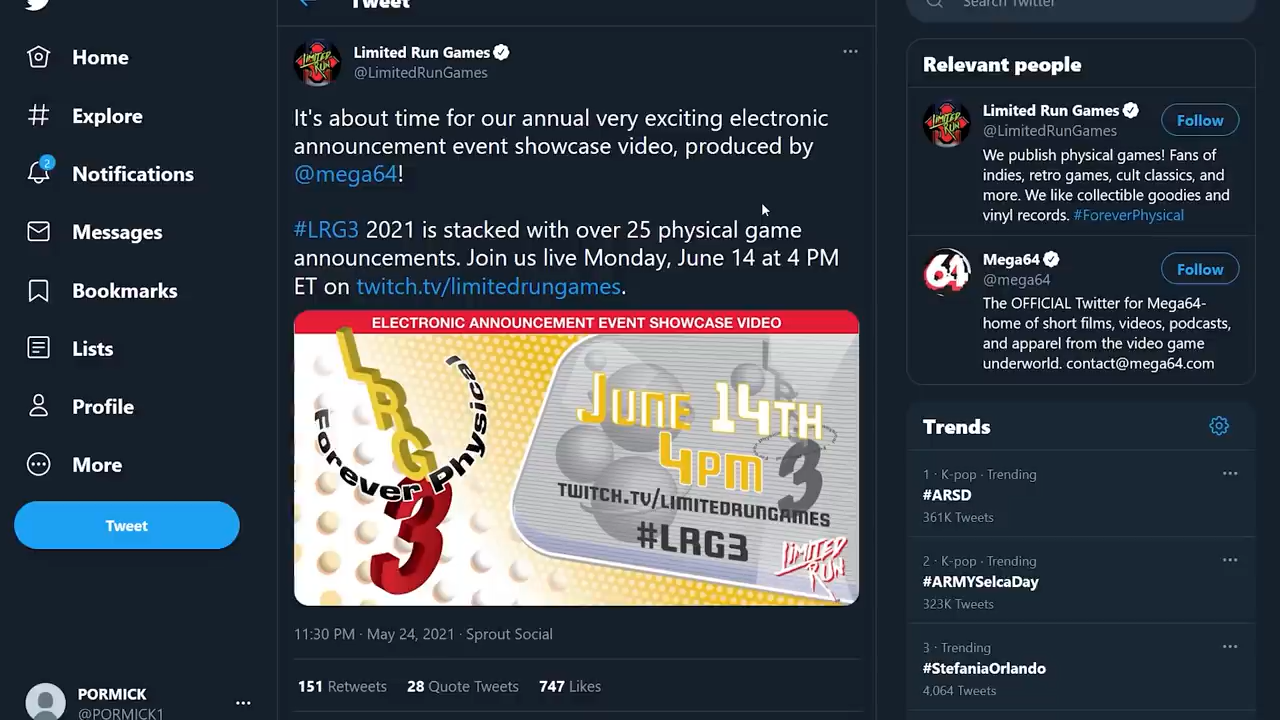 Tweet
Search Twitter
Home
Explore
2
Notifications
Messages
Bookmarks
Lists
Profile
More
Tweet
PORMICK
@PORMICK1
Limited Run Games
@LimitedRunGames
It's about time for our annual very exciting electronic
announcement event showcase video, produced by
@mega64!
#LRG3 2021 is stacked with over 25 physical game
announcements. Join us live Monday, June 14 at 4 PM
ET on twitch.tv/limitedrungames.
ELECTRONIC ANNOUNCEMENT EVENT SHOWCASE VIDEO
LRG
Forever Physical
3
JUNE 14TH
4PM
TWITCH.TV/LIMITEDRUNGAMES
#LRG3
LIMITED
RUN
11:30 PM · May 24, 2021 · Sprout Social
151 Retweets 28 Quote Tweets 747 Likes
Relevant people
Limited Run Games
@LimitedRunGames
Follow
We publish physical games! Fans of
indies, retro games, cult classics, and
more. We like collectible goodies and
vinyl records. #ForeverPhysical
64
Mega64
@mega64
Follow
The OFFICIAL Twitter for Mega64-
home of short films, videos, podcasts,
and apparel from the video game
underworld. contact@mega64.com
Trends
1 · K-pop · Trending
#ARSD
361K Tweets
2 · K-pop · Trending
#ARMYSelcaDay
323K Tweets
3 · Trending
#StefaniaOrlando
4,064 Tweets